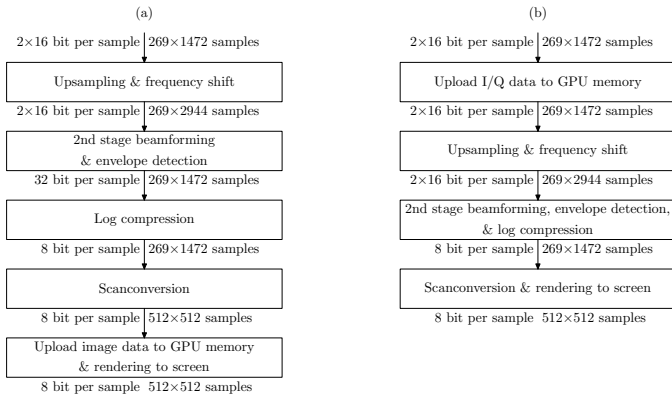 (a)
2×16 bit per sample 269×1472 samples
Upsampling & frequency shift
2×16 bit per sample 269×2944 samples
2nd stage beamforming
& envelope detection
32 bit per sample 269×1472 samples
Log compression
8 bit per sample 269×1472 samples
Scanconversion
8 bit per sample 512×512 samples
Upload image data to GPU memory
& rendering to screen
8 bit per sample 512×512 samples
(b)
2×16 bit per sample 269×1472 samples
Upload I/Q data to GPU memory
2×16 bit per sample 269×1472 samples
Upsampling & frequency shift
2×16 bit per sample 269×2944 samples
2nd stage beamforming, envelope detection,
& log compression
8 bit per sample 269×1472 samples
Scanconversion & rendering to screen
8 bit per sample 512×512 samples